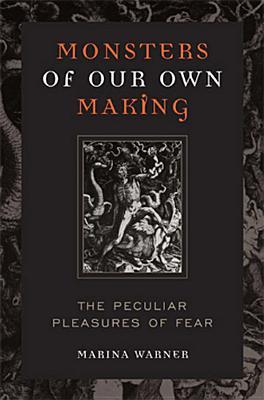 MONSTERS
OF OUR OWN
MAKING
THE PECULIAR
PLEASURES OF FEAR
MARINA WARNER